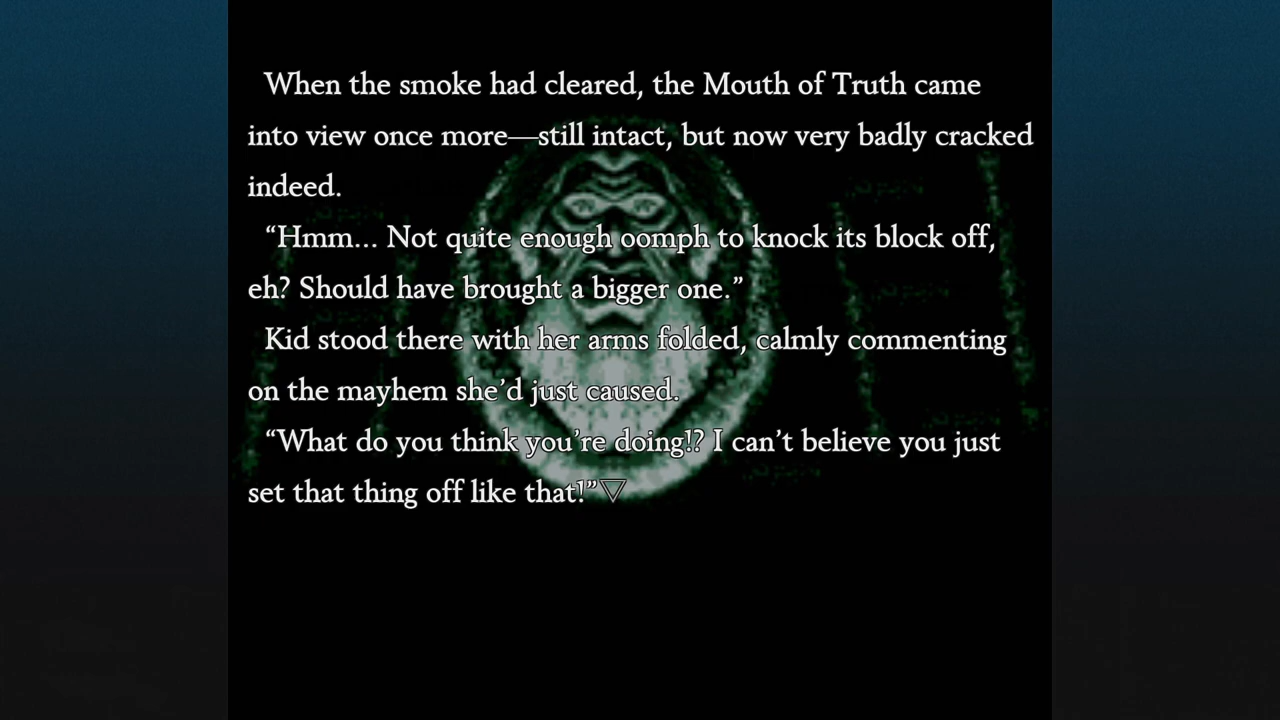 When the smoke had cleared, the Mouth of Truth came
into view once more—still intact, but now very badly cracked
indeed.
“Hmm... Not quite enough oomph to knock its block off,
eh? Should have brought a bigger one.”
Kid stood there with her arms folded, calmly commenting
on the mayhem she’d just caused.
“What do you think you’re doing!? I can’t believe you just
set that thing off like that!”